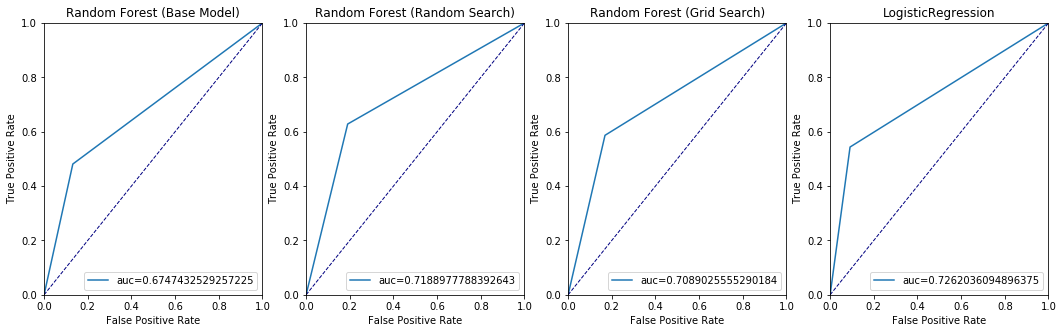 Random Forest (Base Model)
1.0
0.8
0.6
0.4
0.2
0.0
True Positive Rate
auc=0.6747432529257225
0.0 0.2 0.4 0.6 0.8 1.0
False Positive Rate
Random Forest (Random Search)
1.0
0.8
0.6
0.4
0.2
0.0
True Positive Rate
auc=0.7188977788392643
0.0 0.2 0.4 0.6 0.8 1.0
False Positive Rate
Random Forest (Grid Search)
1.0
0.8
0.6
0.4
0.2
0.0
True Positive Rate
auc=0.7089025555290184
0.0 0.2 0.4 0.6 0.8 1.0
False Positive Rate
LogisticRegression
1.0
0.8
0.6
0.4
0.2
0.0
True Positive Rate
auc=0.7262036094896375
0.0 0.2 0.4 0.6 0.8 1.0
False Positive Rate